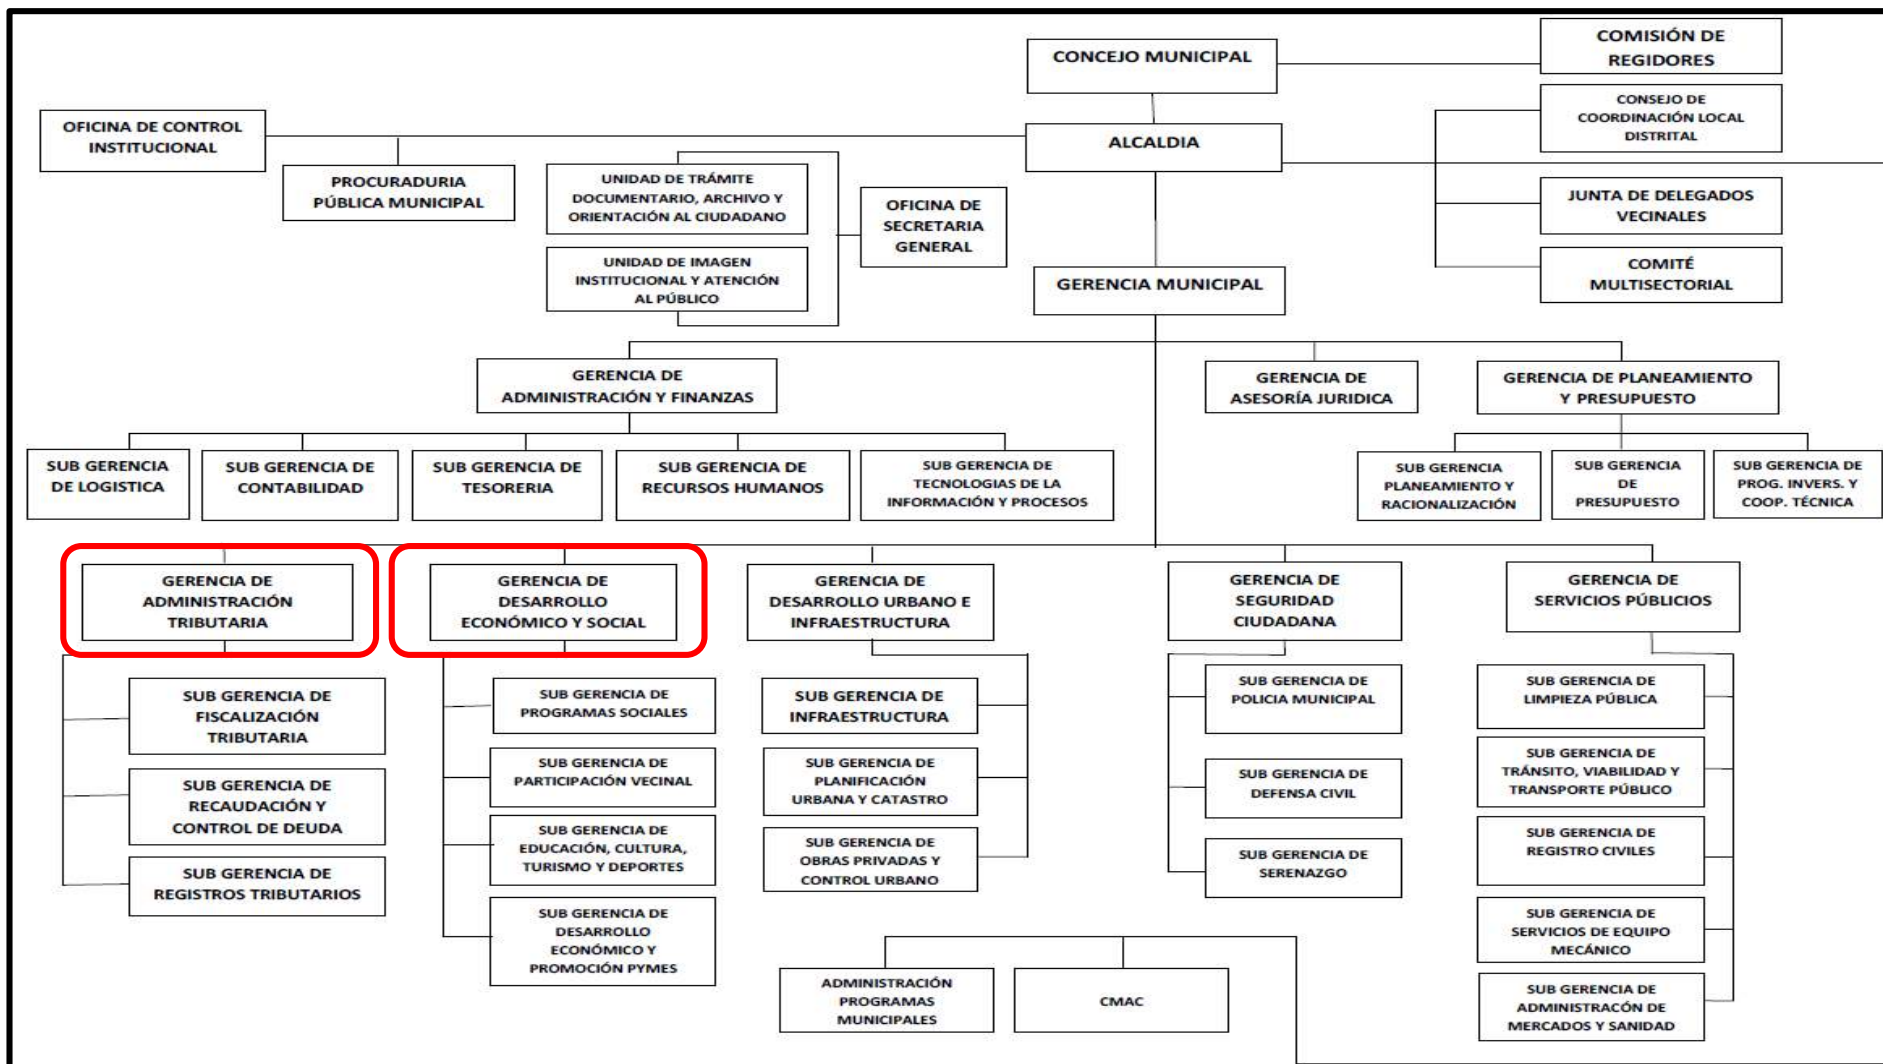 CONCEJO MUNICIPAL
COMISIÓN DE
REGIDORES
CONSEJO DE
COORDINACIÓN LOCAL
DISTRITAL
OFICINA DE CONTROL
INSTITUCIONAL
ALCALDIA
PROCURADURIA
PÚBLICA MUNICIPAL
UNIDAD DE TRÁMITE
DOCUMENTARIO, ARCHIVO Y
ORIENTACIÓN AL CIUDADANO
OFICINA DE
SECRETARIA
GENERAL
JUNTA DE DELEGADOS
VECINALES
UNIDAD DE IMAGEN
INSTITUCIONAL Y ATENCIÓN
AL PÚBLICO
GERENCIA MUNICIPAL
COMITÉ
MULTISECTORIAL
GERENCIA DE
ADMINISTRACIÓN Y FINANZAS
GERENCIA DE
ASESORÍA JURIDICA
GERENCIA DE PLANEAMIENTO
Y PRESUPUESTO
SUB GERENCIA
DE LOGISTICA
SUB GERENCIA DE
CONTABILIDAD
SUB GERENCIA DE
TESORERIA
SUB GERENCIA DE
RECURSOS HUMANOS
SUB GERENCIA DE
TECNOLOGIAS DE LA
INFORMACIÓN Y PROCESOS
SUB GERENCIA
PLANEAMIENTO Y
RACIONALIZACIÓN
SUB GERENCIA
DE
PRESUPUESTO
SUB GERENCIA DE
PROG. INVERS. Y
COOP. TÉCNICA
GERENCIA DE
ADMINISTRACIÓN
TRIBUTARIA
GERENCIA DE
DESARROLLO
ECONÓMICO Y SOCIAL
GERENCIA DE
DESARROLLO URBANO E
INFRAESTRUCTURA
GERENCIA DE
SEGURIDAD
CIUDADANA
GERENCIA DE
SERVICIOS PÚBLICIOS
SUB GERENCIA DE
FISCALIZACIÓN
TRIBUTARIA
SUB GERENCIA DE
RECAUDACIÓN Y
CONTROL DE DEUDA
SUB GERENCIA DE
REGISTROS TRIBUTARIOS
SUB GERENCIA DE
PROGRAMAS SOCIALES
SUB GERENCIA DE
PARTICIPACIÓN VECINAL
SUB GERENCIA DE
EDUCACIÓN, CULTURA,
TURISMO Y DEPORTES
SUB GERENCIA DE
DESARROLLO
ECONÓMICO Y
PROMOCIÓN PYMES
SUB GERENCIA DE
INFRAESTRUCTURA
SUB GERENCIA DE
PLANIFICACIÓN
URBANA Y CATASTRO
SUB GERENCIA DE
OBRAS PRIVADAS Y
CONTROL URBANO
SUB GERENCIA DE
POLICIA MUNICIPAL
SUB GERENCIA DE
DEFENSA CIVIL
SUB GERENCIA DE
SERENAZGO
SUB GERENCIA DE
LIMPIEZA PÚBLICA
SUB GERENCIA DE
TRÁNSITO, VIABILIDAD Y
TRANSPORTE PÚBLICO
SUB GERENCIA DE
REGISTRO CIVILES
SUB GERENCIA DE
SERVICIOS DE EQUIPO
MECÁNICO
SUB GERENCIA DE
ADMINISTRACÓN DE
MERCADOS Y SANIDAD
ADMINISTRACIÓN
PROGRAMAS
MUNICIPALES
CMAC